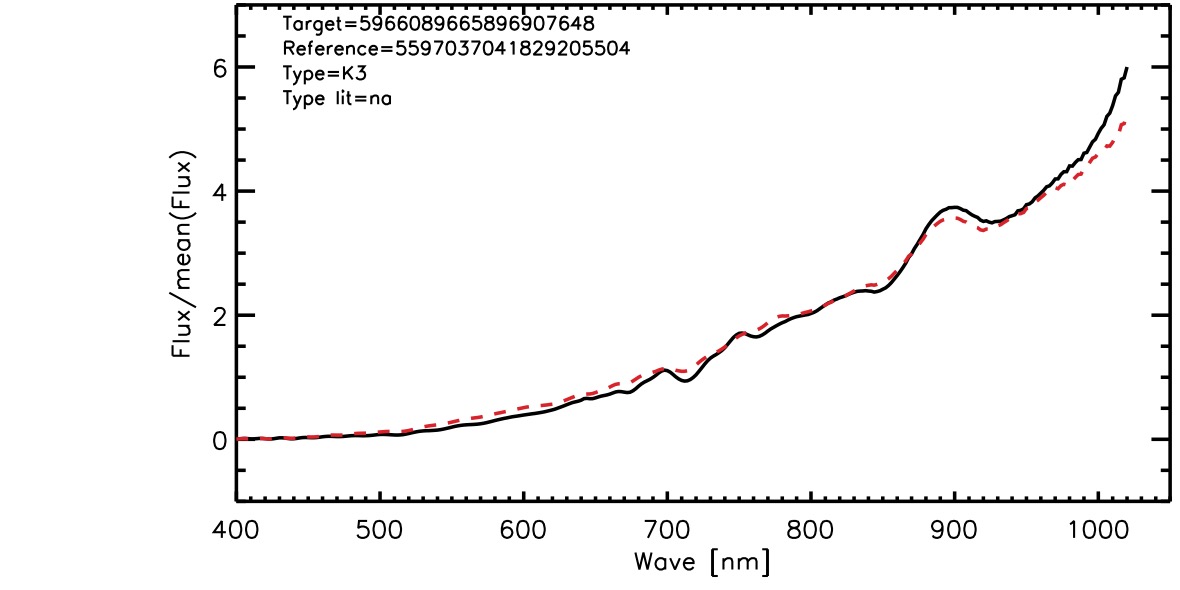 Target=5966089665896907648
Reference=5597037041829205504
Type=K3
Type lit=na
6
4
2
0
Flux/mean(Flux)
400 500 600 700 800 900 1000
Wave [nm]